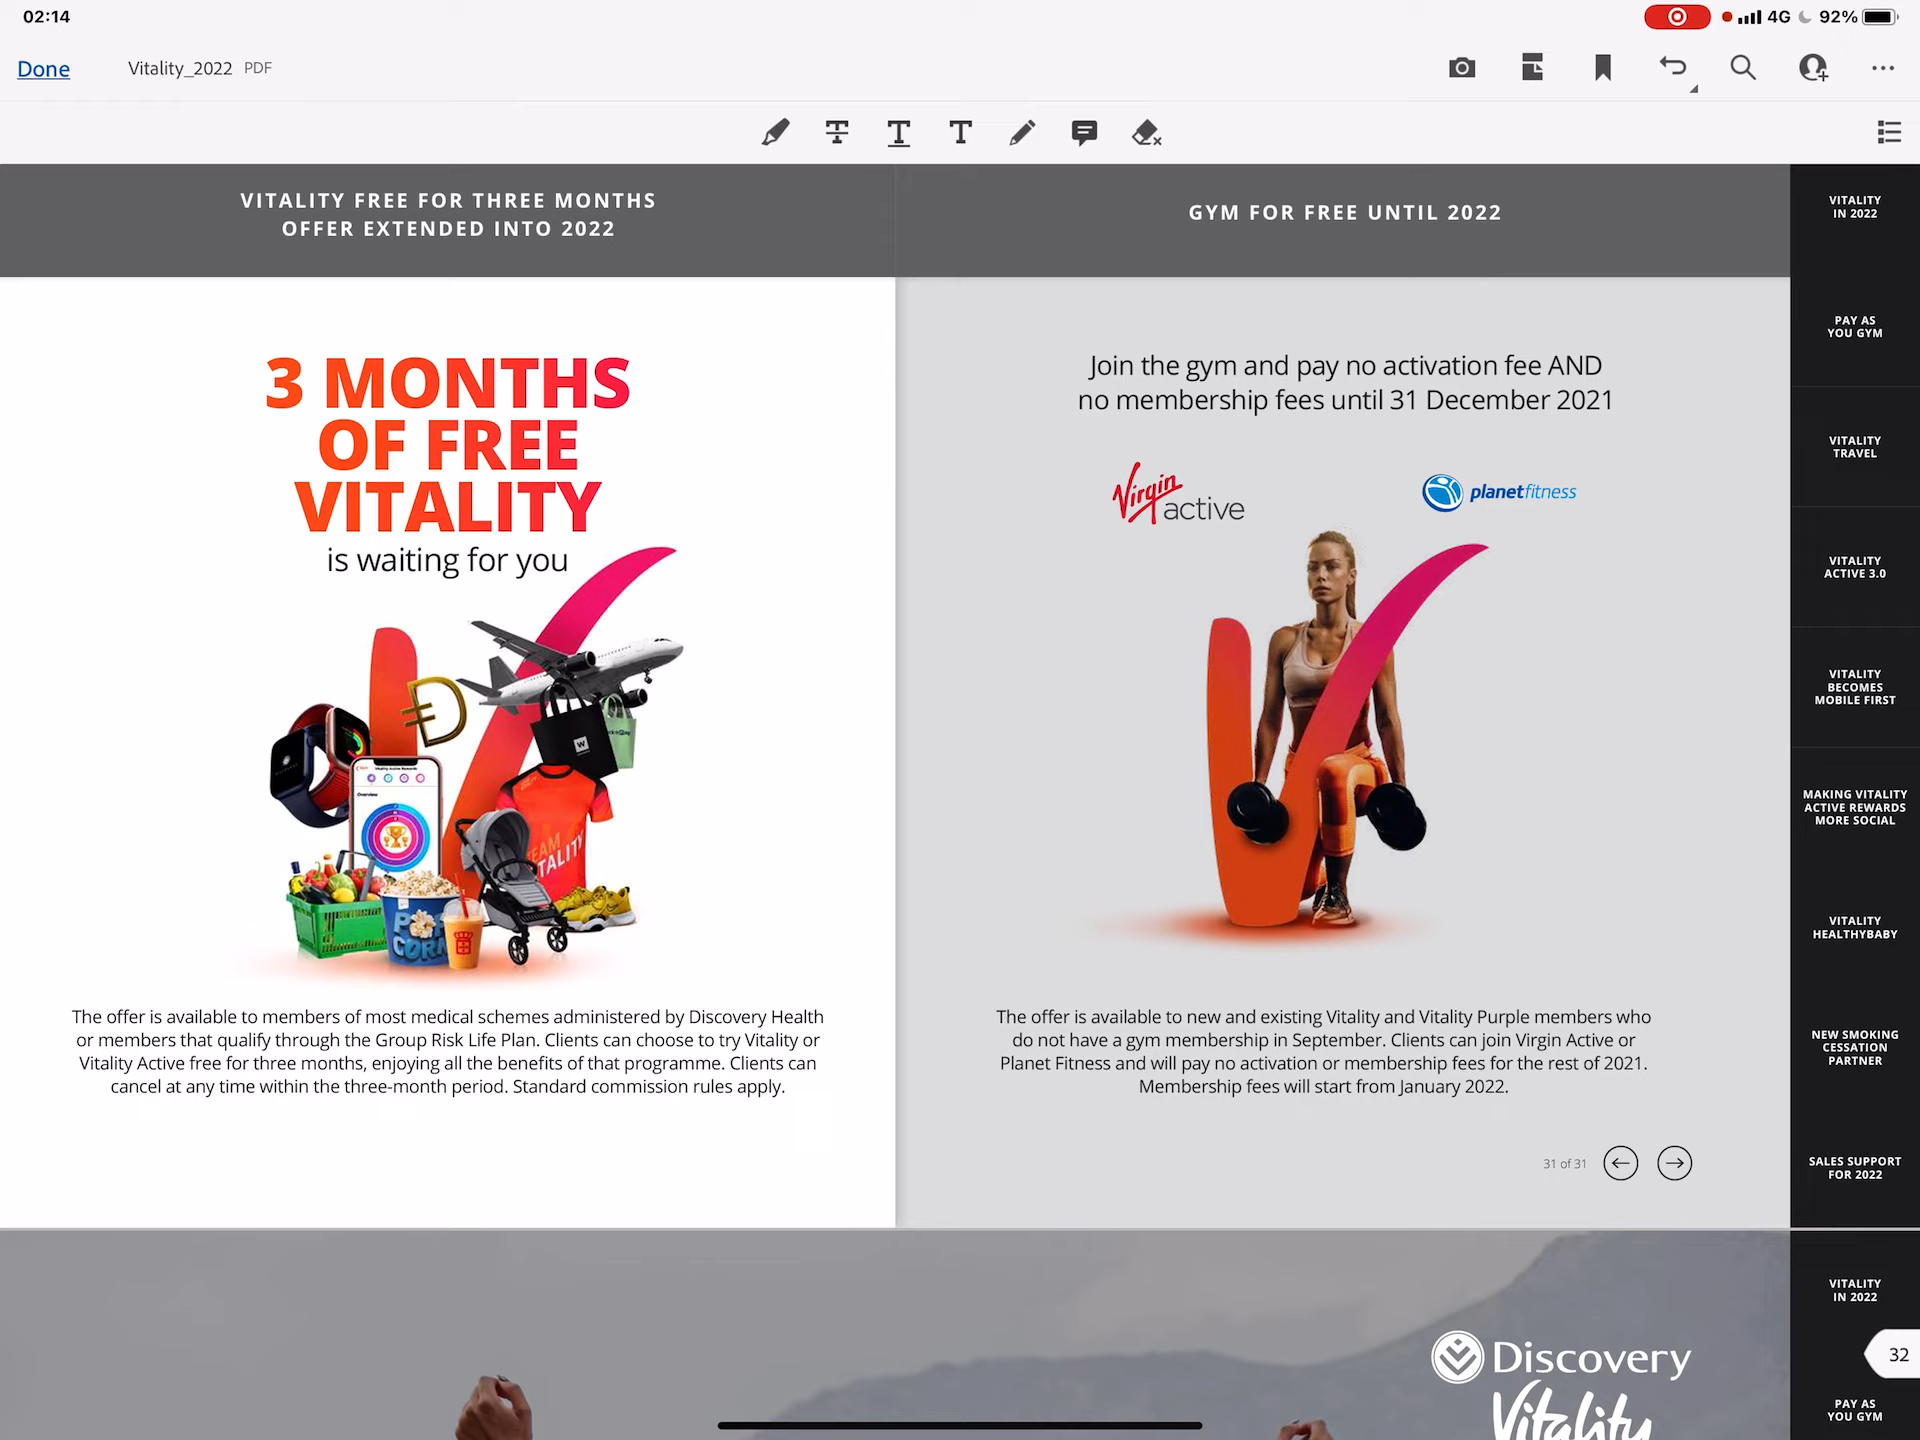 02:14
4G
92%
Done
Vitality_2022 PDF
VITALITY FREE FOR THREE MONTHS
OFFER EXTENDED INTO 2022
3 MONTHS
OF FREE
VITALITY
is waiting for you
Vitality Active Rewards
Overview
W
TEAM
VITALITY
POP
CORN
The offer is available to members of most medical schemes administered by Discovery Health
or members that qualify through the Group Risk Life Plan. Clients can choose to try Vitality or
Vitality Active free for three months, enjoying all the benefits of that programme. Clients can
cancel at any time within the three-month period. Standard commission rules apply.
GYM FOR FREE UNTIL 2022
Join the gym and pay no activation fee AND
no membership fees until 31 December 2021
Virgin active
planetfitness
The offer is available to new and existing Vitality and Vitality Purple members who
do not have a gym membership in September. Clients can join Virgin Active or
Planet Fitness and will pay no activation or membership fees for the rest of 2021.
Membership fees will start from January 2022.
31 of 31
VITALITY
IN 2022
PAY AS
YOU GYM
VITALITY
TRAVEL
VITALITY
ACTIVE 3.0
VITALITY
BECOMES
MOBILE FIRST
MAKING VITALITY
ACTIVE REWARDS
MORE SOCIAL
VITALITY
HEALTHYBABY
NEW SMOKING
CESSATION
PARTNER
SALES SUPPORT
FOR 2022
Discovery
Vitality
VITALITY
IN 2022
32
PAY AS
YOU GYM